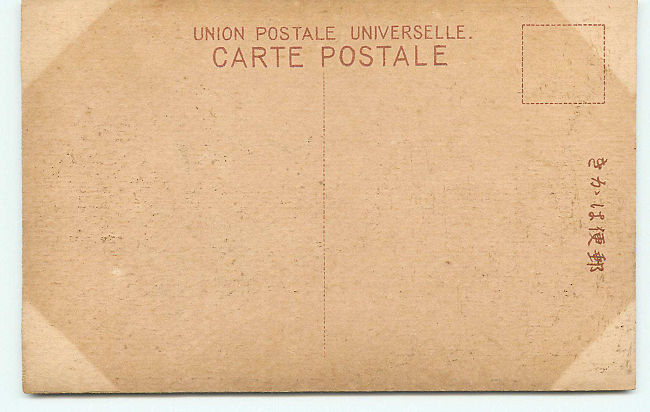 UNION POSTALE UNIVERSELLE.
CARTE POSTALE
郵便はかき